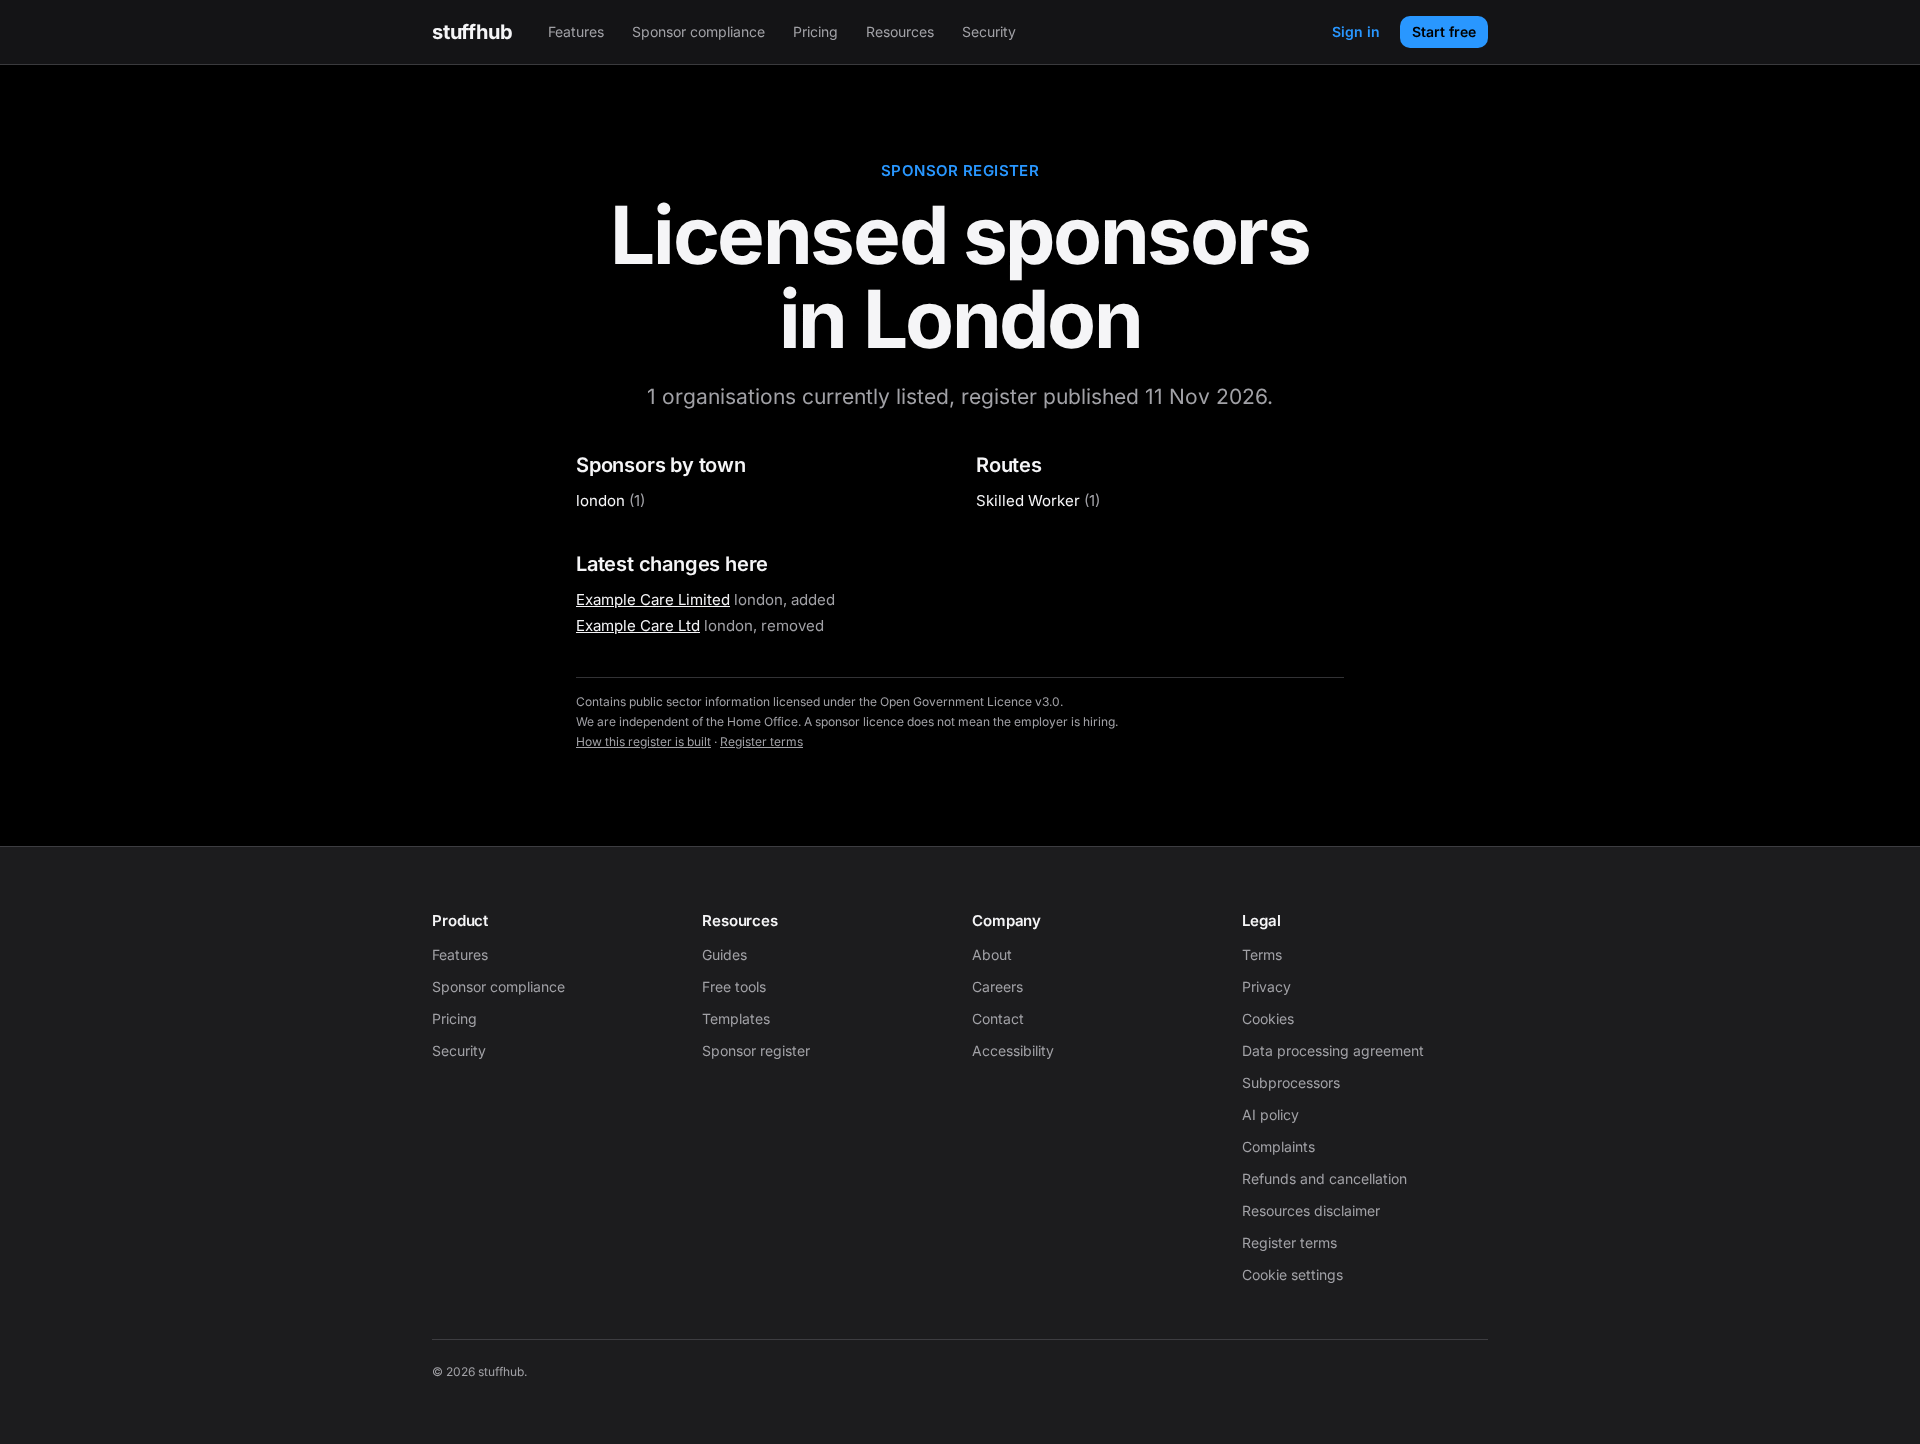 stuffhub
Features
Sponsor compliance
Pricing
Resources
Security
Sign in
Start free
SPONSOR REGISTER
Licensed sponsors
in London
1 organisations currently listed, register published 11 Nov 2026.
Sponsors by town
london (1)
Routes
Skilled Worker (1)
Latest changes here
Example Care Limited london, added
Example Care Ltd london, removed
Contains public sector information licensed under the Open Government Licence v3.0.
We are independent of the Home Office. A sponsor licence does not mean the employer is hiring.
How this register is built · Register terms
Product
Features
Sponsor compliance
Pricing
Security
Resources
Guides
Free tools
Templates
Sponsor register
Company
About
Careers
Contact
Accessibility
Legal
Terms
Privacy
Cookies
Data processing agreement
Subprocessors
AI policy
Complaints
Refunds and cancellation
Resources disclaimer
Register terms
Cookie settings
© 2026 stuffhub.